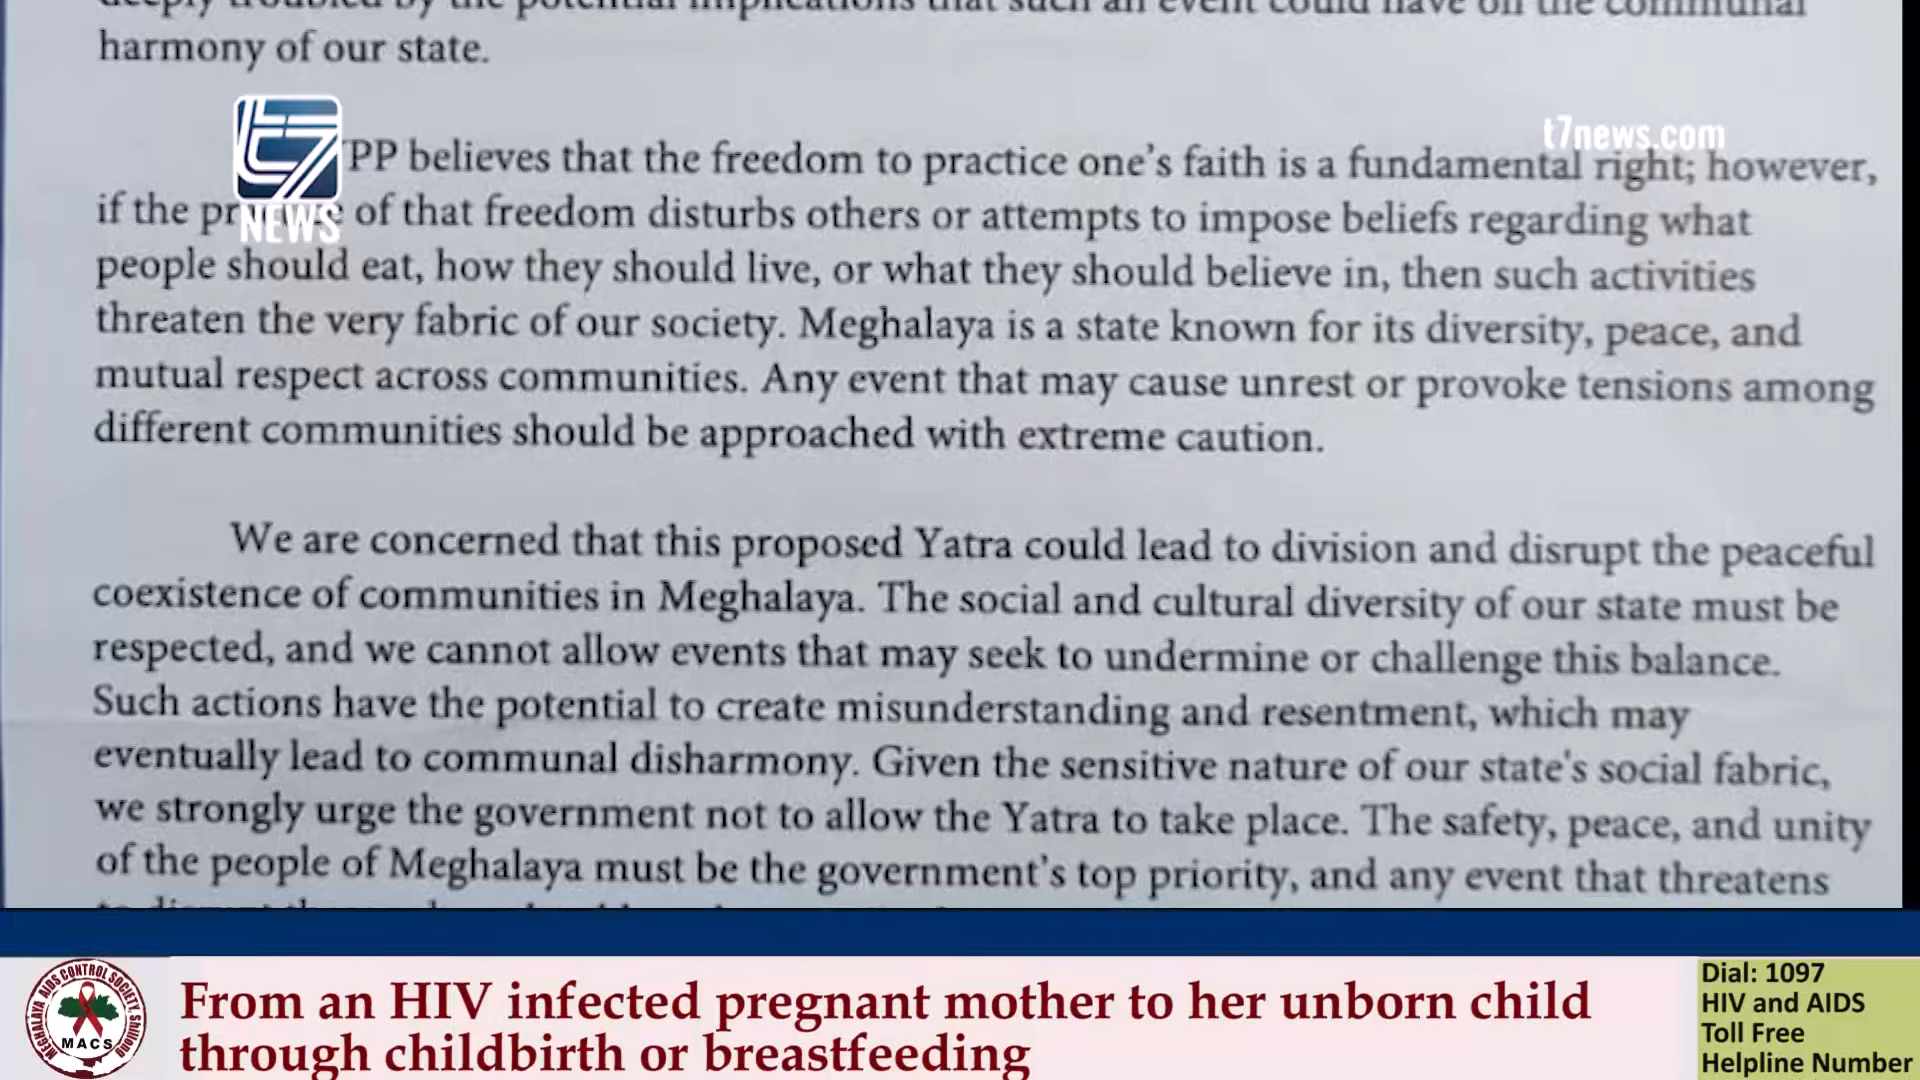 deeply troubled by the potential implications that such an event could have on the communal
harmony of our state.
t7news.com
PP believes that the freedom to practice one's faith is a fundamental right; however,
if the of that freedom disturbs others or attempts to impose beliefs regarding what
NEWS
people should eat, how they should live, or what they should believe in, then such activities
threaten the very fabric of our society. Meghalaya is a state known for its diversity, peace, and
mutual respect across communities. Any event that may cause unrest or provoke tensions among
different communities should be approached with extreme caution.
We are concerned that this proposed Yatra could lead to division and disrupt the peaceful
coexistence of communities in Meghalaya. The social and cultural diversity of our state must be
respected, and we cannot allow events that may seek to undermine or challenge this balance.
Such actions have the potential to create misunderstanding and resentment, which may
eventually lead to communal disharmony. Given the sensitive nature of our state's social fabric,
we strongly urge the government not to allow the Yatra to take place. The safety, peace, and unity
of the people of Meghalaya must be the government's top priority, and any event that threatens
MEGHALAYA AIDS CONTROL SOCIETY, SHILLONG
MACS
From an HIV infected pregnant mother to her unborn child
through childbirth or breastfeeding
Dial: 1097
HIV and AIDS
Toll Free
Helpline Number